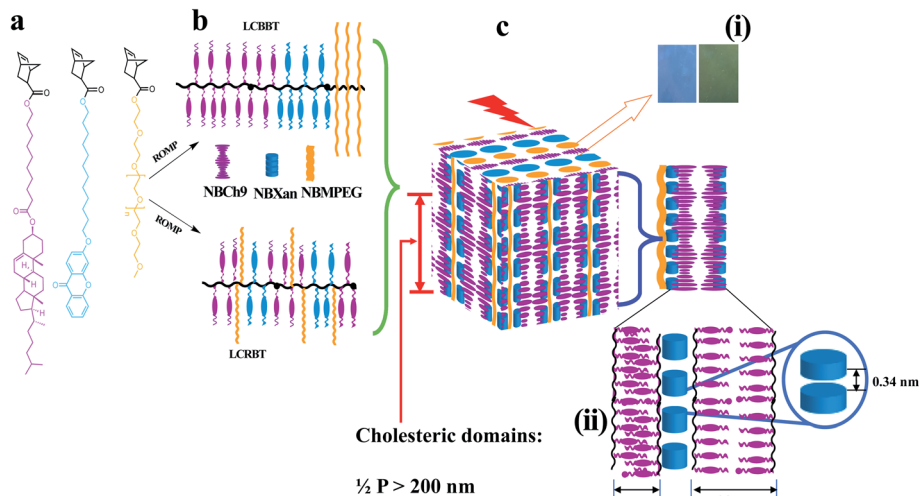 a
b
c
(i)
LCBBT
O
O
O
O
O
O
O
O
ROMP
O
O
n
O
ROMP
O
O
O
O
O
O
H
H
H
NBCh9
NBXan
NBMPEG
LCRBT
(ii)
0.34 nm
Cholesteric domains:
½ P > 200 nm